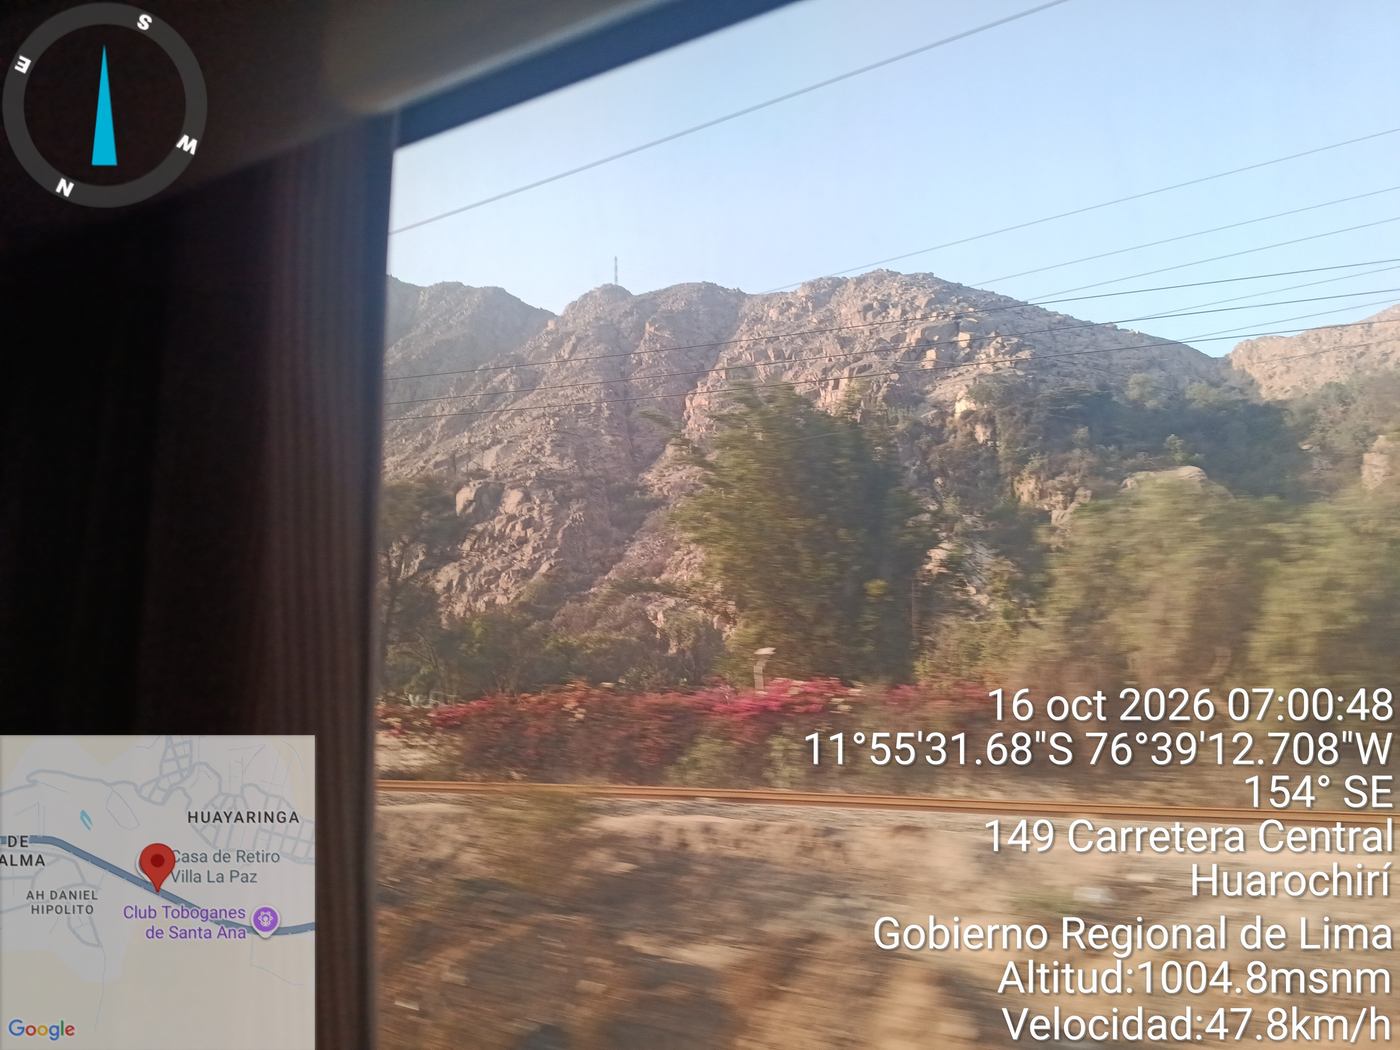 S
E
W
N
16 oct 2026 07:00:48
11°55'31.68"S 76°39'12.708"W
154° SE
149 Carretera Central
Huarochirí
Gobierno Regional de Lima
Altitud:1004.8msnm
Velocidad:47.8km/h
HUAYARINGA
DE
ALMA
Casa de Retiro
Villa La Paz
AH DANIEL
HIPOLITO
Club Toboganes
de Santa Ana
Google